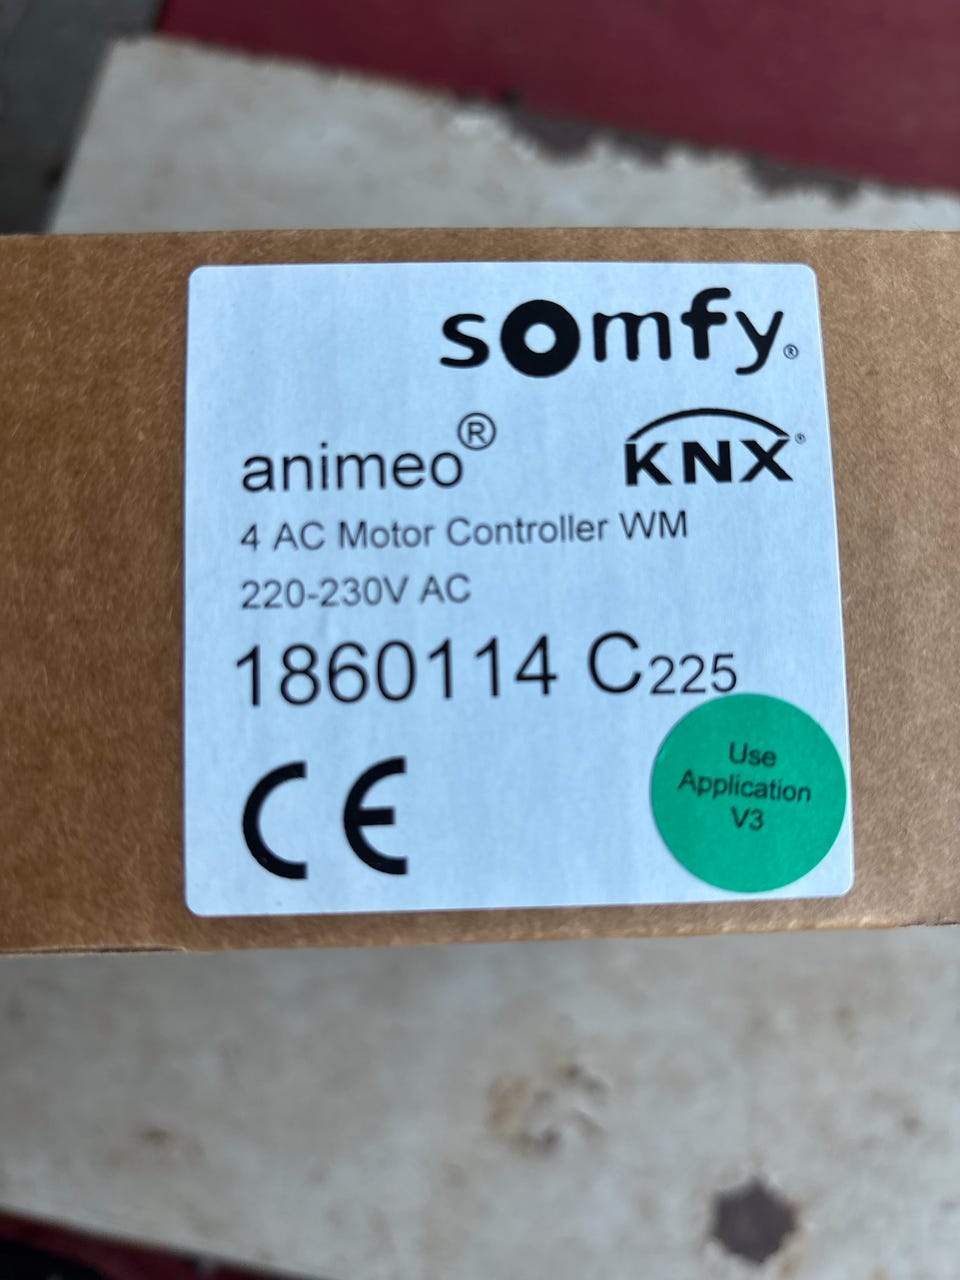 somfy®
animeo®
KNX®
4 AC Motor Controller WM
220-230V AC
1860114 C225
CE
Use
Application
V3